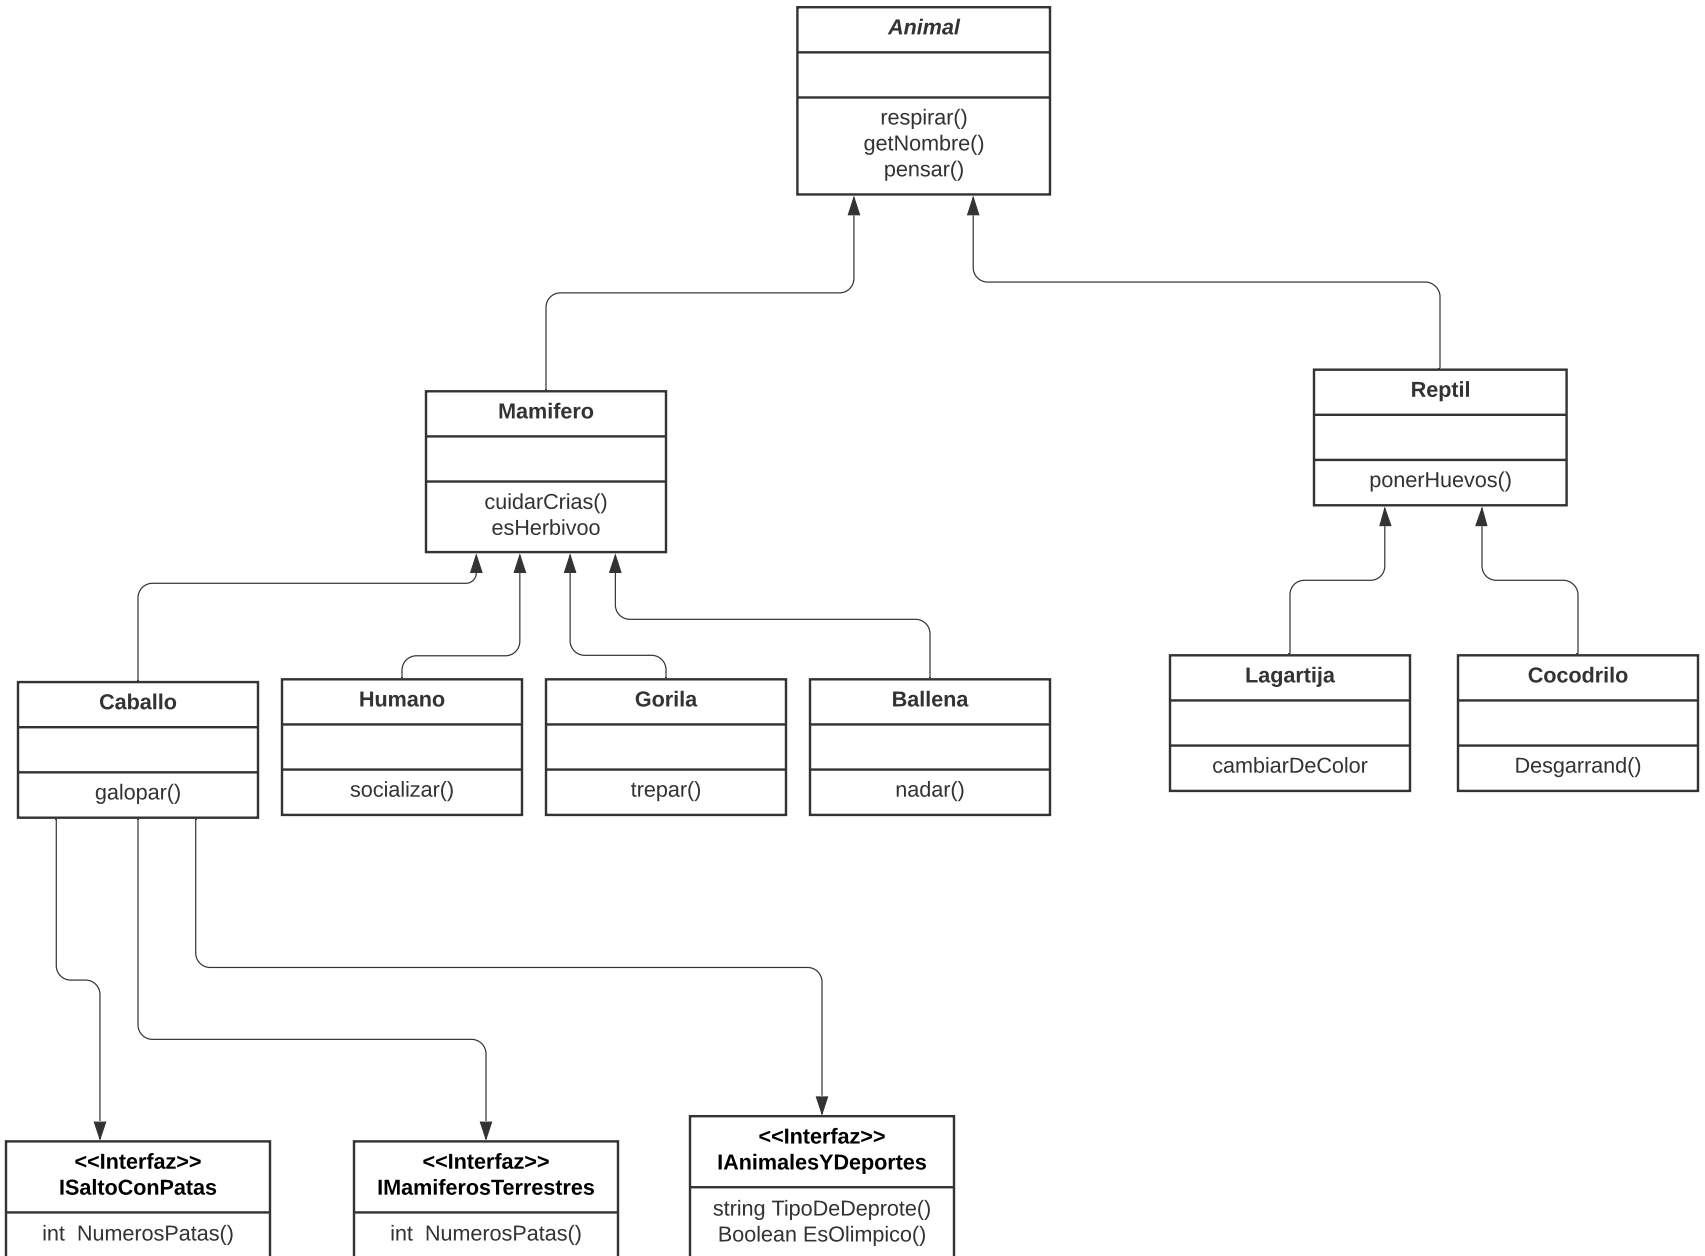 Animal
respirar()
getNombre()
pensar()
Mamifero
cuidarCrias()
esHerbivoo
Reptil
ponerHuevos()
Caballo
galopar()
Humano
socializar()
Gorila
trepar()
Ballena
nadar()
Lagartija
cambiarDeColor
Cocodrilo
Desgarrand()
<<Interfaz>>
ISaltoConPatas
int  NumerosPatas()
<<Interfaz>>
IMamiferosTerrestres
int  NumerosPatas()
<<Interfaz>>
IAnimalesYDeportes
string TipoDeDeprote()
Boolean EsOlimpico()